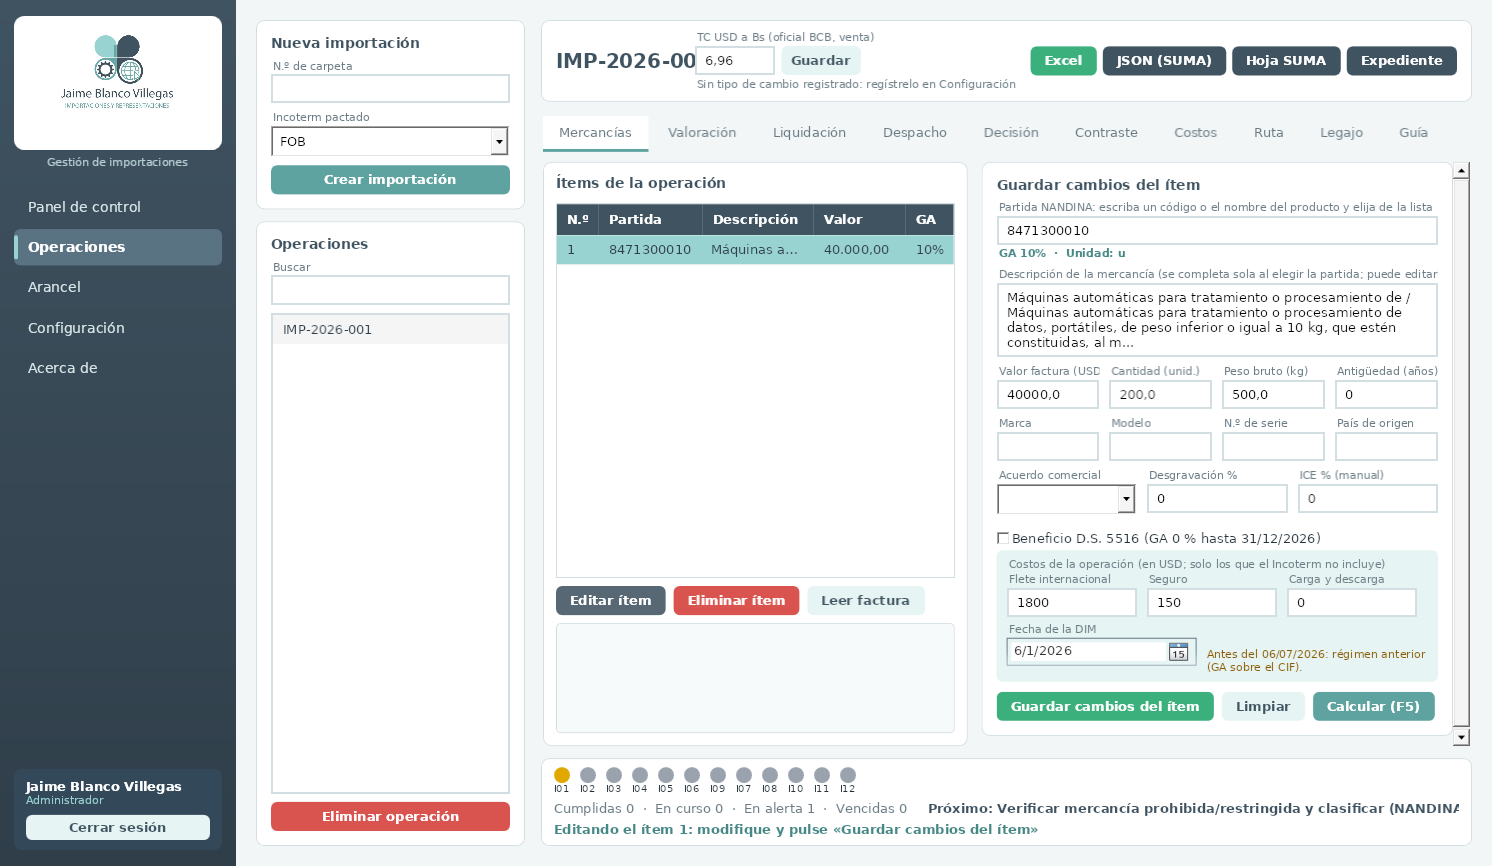 Jaime Blanco Villegas
IMPORTACIONES Y REPRESENTACIONES
Gestión de importaciones
Panel de control
Operaciones
Arancel
Configuración
Acerca de
Jaime Blanco Villegas
Administrador
Cerrar sesión
Nueva importación
N.º de carpeta
Incoterm pactado
FOB
Crear importación
Operaciones
Buscar
IMP-2026-001
Eliminar operación
IMP-2026-00
TC USD a Bs (oficial BCB, venta)
6,96
Guardar
Sin tipo de cambio registrado: regístrelo en Configuración
Excel
JSON (SUMA)
Hoja SUMA
Expediente
Mercancías
Valoración
Liquidación
Despacho
Decisión
Contraste
Costos
Ruta
Legajo
Guía
Ítems de la operación
N.º Partida Descripción Valor GA
1 8471300010 Máquinas a... 40.000,00 10%
Editar ítem
Eliminar ítem
Leer factura
Guardar cambios del ítem
Partida NANDINA: escriba un código o el nombre del producto y elija de la lista
8471300010
GA 10% · Unidad: u
Descripción de la mercancía (se completa sola al elegir la partida; puede editar
Máquinas automáticas para tratamiento o procesamiento de /
Máquinas automáticas para tratamiento o procesamiento de
datos, portátiles, de peso inferior o igual a 10 kg, que estén
constituidas, al m...
Valor factura (USD Cantidad (unid.) Peso bruto (kg) Antigüedad (años)
40000,0 200,0 500,0 0
Marca Modelo N.º de serie País de origen
Acuerdo comercial Desgravación % ICE % (manual)
0 0
Beneficio D.S. 5516 (GA 0 % hasta 31/12/2026)
Costos de la operación (en USD; solo los que el Incoterm no incluye)
Flete internacional Seguro Carga y descarga
1800 150 0
Fecha de la DIM
6/1/2026 15
Antes del 06/07/2026: régimen anterior
(GA sobre el CIF).
Guardar cambios del ítem
Limpiar
Calcular (F5)
I01 I02 I03 I04 I05 I06 I09 I07 I08 I10 I11 I12
Cumplidas 0 · En curso 0 · En alerta 1 · Vencidas 0 Próximo: Verificar mercancía prohibida/restringida y clasificar (NANDINA
Editando el ítem 1: modifique y pulse «Guardar cambios del ítem»